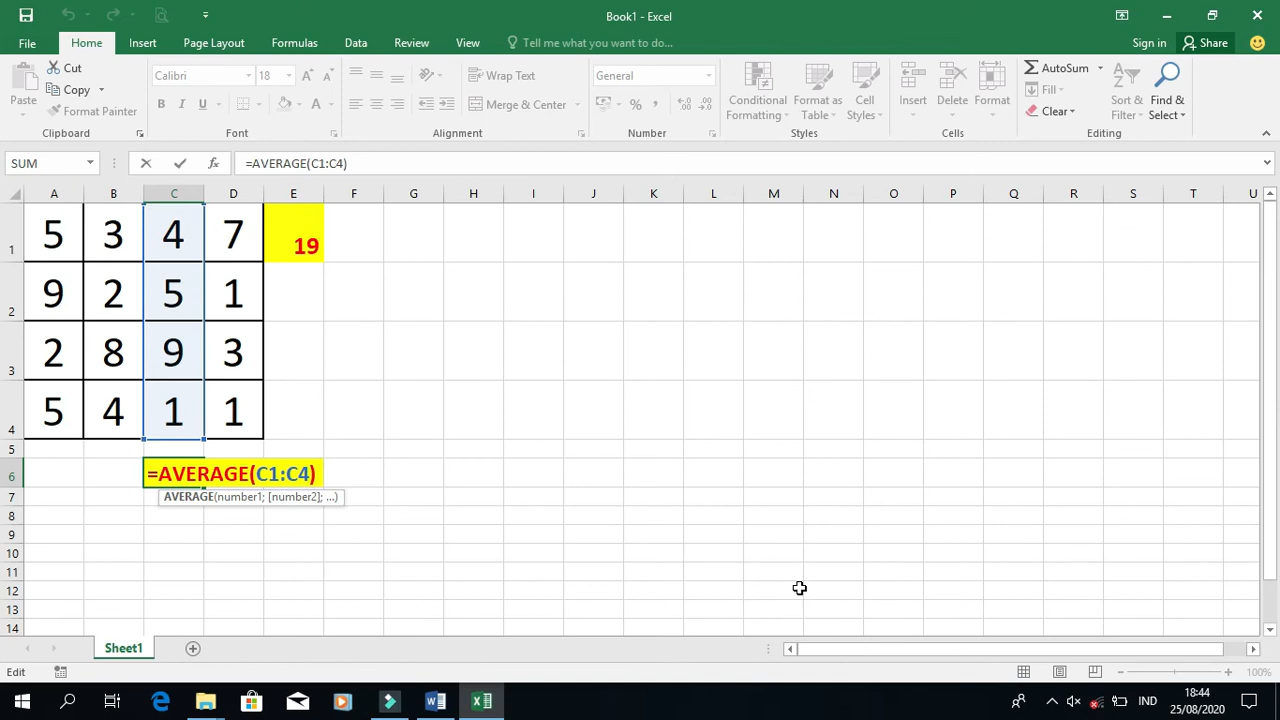 Book1 - Excel
File Home Insert Page Layout Formulas Data Review View Tell me what you want to do... Sign in Share
Cut
Copy
Format Painter
Paste
Clipboard
Calibri 18 A A
B I U A
Font
Wrap Text
Merge & Center
Alignment
General
% ,
Number
Conditional Formatting
Format as Table
Cell Styles
Styles
Insert Delete Format
Cells
AutoSum
Fill
Clear
Sort & Filter
Find & Select
Editing
SUM fx =AVERAGE(C1:C4)
A B C D E F G H I J K L M N O P Q R S T U
1 5 3 4 7 19
2 9 2 5 1
3 2 8 9 3
4 5 4 1 1
5
6 =AVERAGE(C1:C4)
AVERAGE(number1; [number2]; ...)
7
8
9
10
11
12
13
14
Sheet1
Edit 100%
IND 18:44
25/08/2020